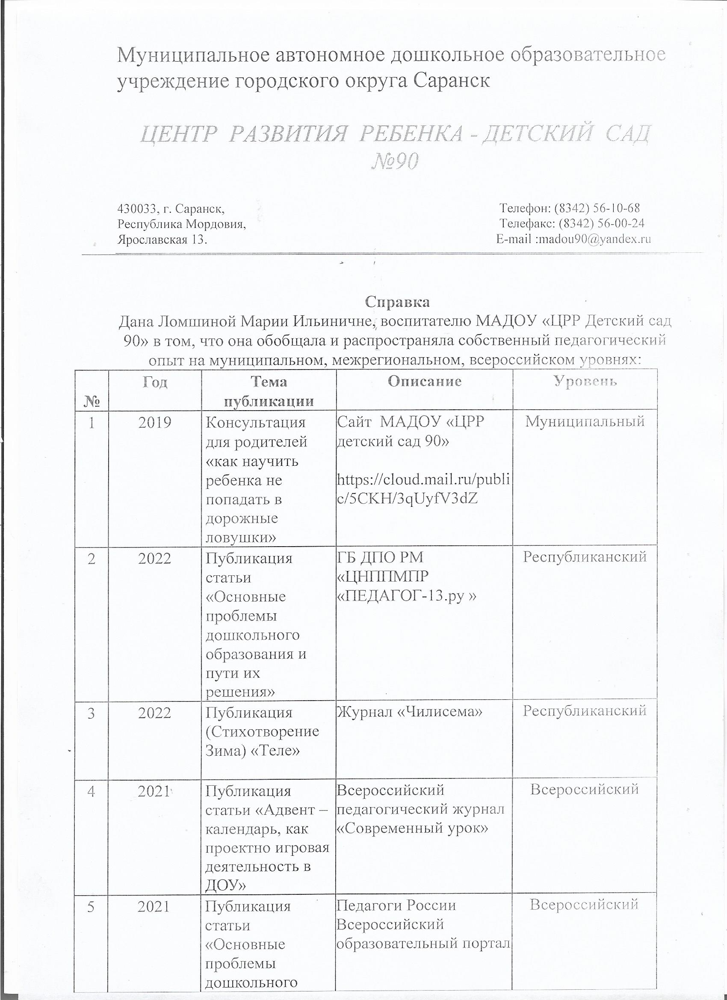 Муниципальное автономное дошкольное образовательное
учреждение городского округа Саранск
ЦЕНТР РАЗВИТИЯ РЕБЕНКА - ДЕТСКИЙ САД
№90
430033, г. Саранск,
Республика Мордовия,
Ярославская 13.
Телефон: (8342) 56-10-68
Телефакс: (8342) 56-00-24
E-mail :madou90@yandex.ru
Справка
Дана Ломшиной Марии Ильиничне, воспитателю МАДОУ «ЦРР Детский сад
90» в том, что она обобщала и распространяла собственный педагогический
опыт на муниципальном, межрегиональном, всероссийском уровнях:
№
Год
Тема
публикации
Описание
Уровень
1
2019
Консультация
для родителей
«как научить
ребенка не
попадать в
дорожные
ловушки»
Сайт МАДОУ «ЦРР
детский сад 90»
https://cloud.mail.ru/publi
c/5CKH/3qUyfV3dZ
Муниципальный
2
2022
Публикация
статьи
«Основные
проблемы
дошкольного
образования и
пути их
решения»
ГБ ДПО РМ
«ЦНППМПР
«ПЕДАГОГ-13.ру »
Республиканский
3
2022
Публикация
(Стихотворение
Зима) «Теле»
Журнал «Чилисема»
Республиканский
4
2021
Публикация
статьи «Адвент –
календарь, как
проектно игровая
деятельность в
ДОУ»
Всероссийский
педагогический журнал
«Современный урок»
Всероссийский
5
2021
Публикация
статьи
«Основные
проблемы
дошкольного
Педагоги России
Всероссийский
образовательный портал
Всероссийский